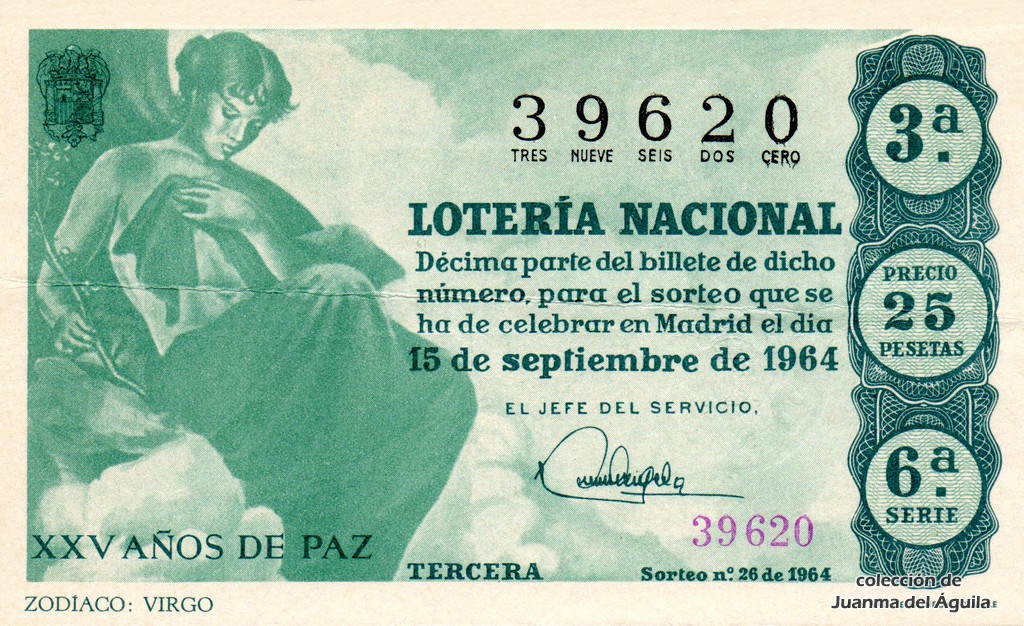 39620
TRES NUEVE SEIS DOS CERO
3ª.
LOTERÍA NACIONAL
Décima parte del billete de dicho
número, para el sorteo que se
ha de celebrar en Madrid el dia
15 de septiembre de 1964
PRECIO
25
PESETAS
EL JEFE DEL SERVICIO,
6ª.
SERIE
39620
XXV AÑOS DE PAZ
TERCERA
Sorteo nº. 26 de 1964
ZODÍACO: VIRGO
colección de
Juanma del Águila